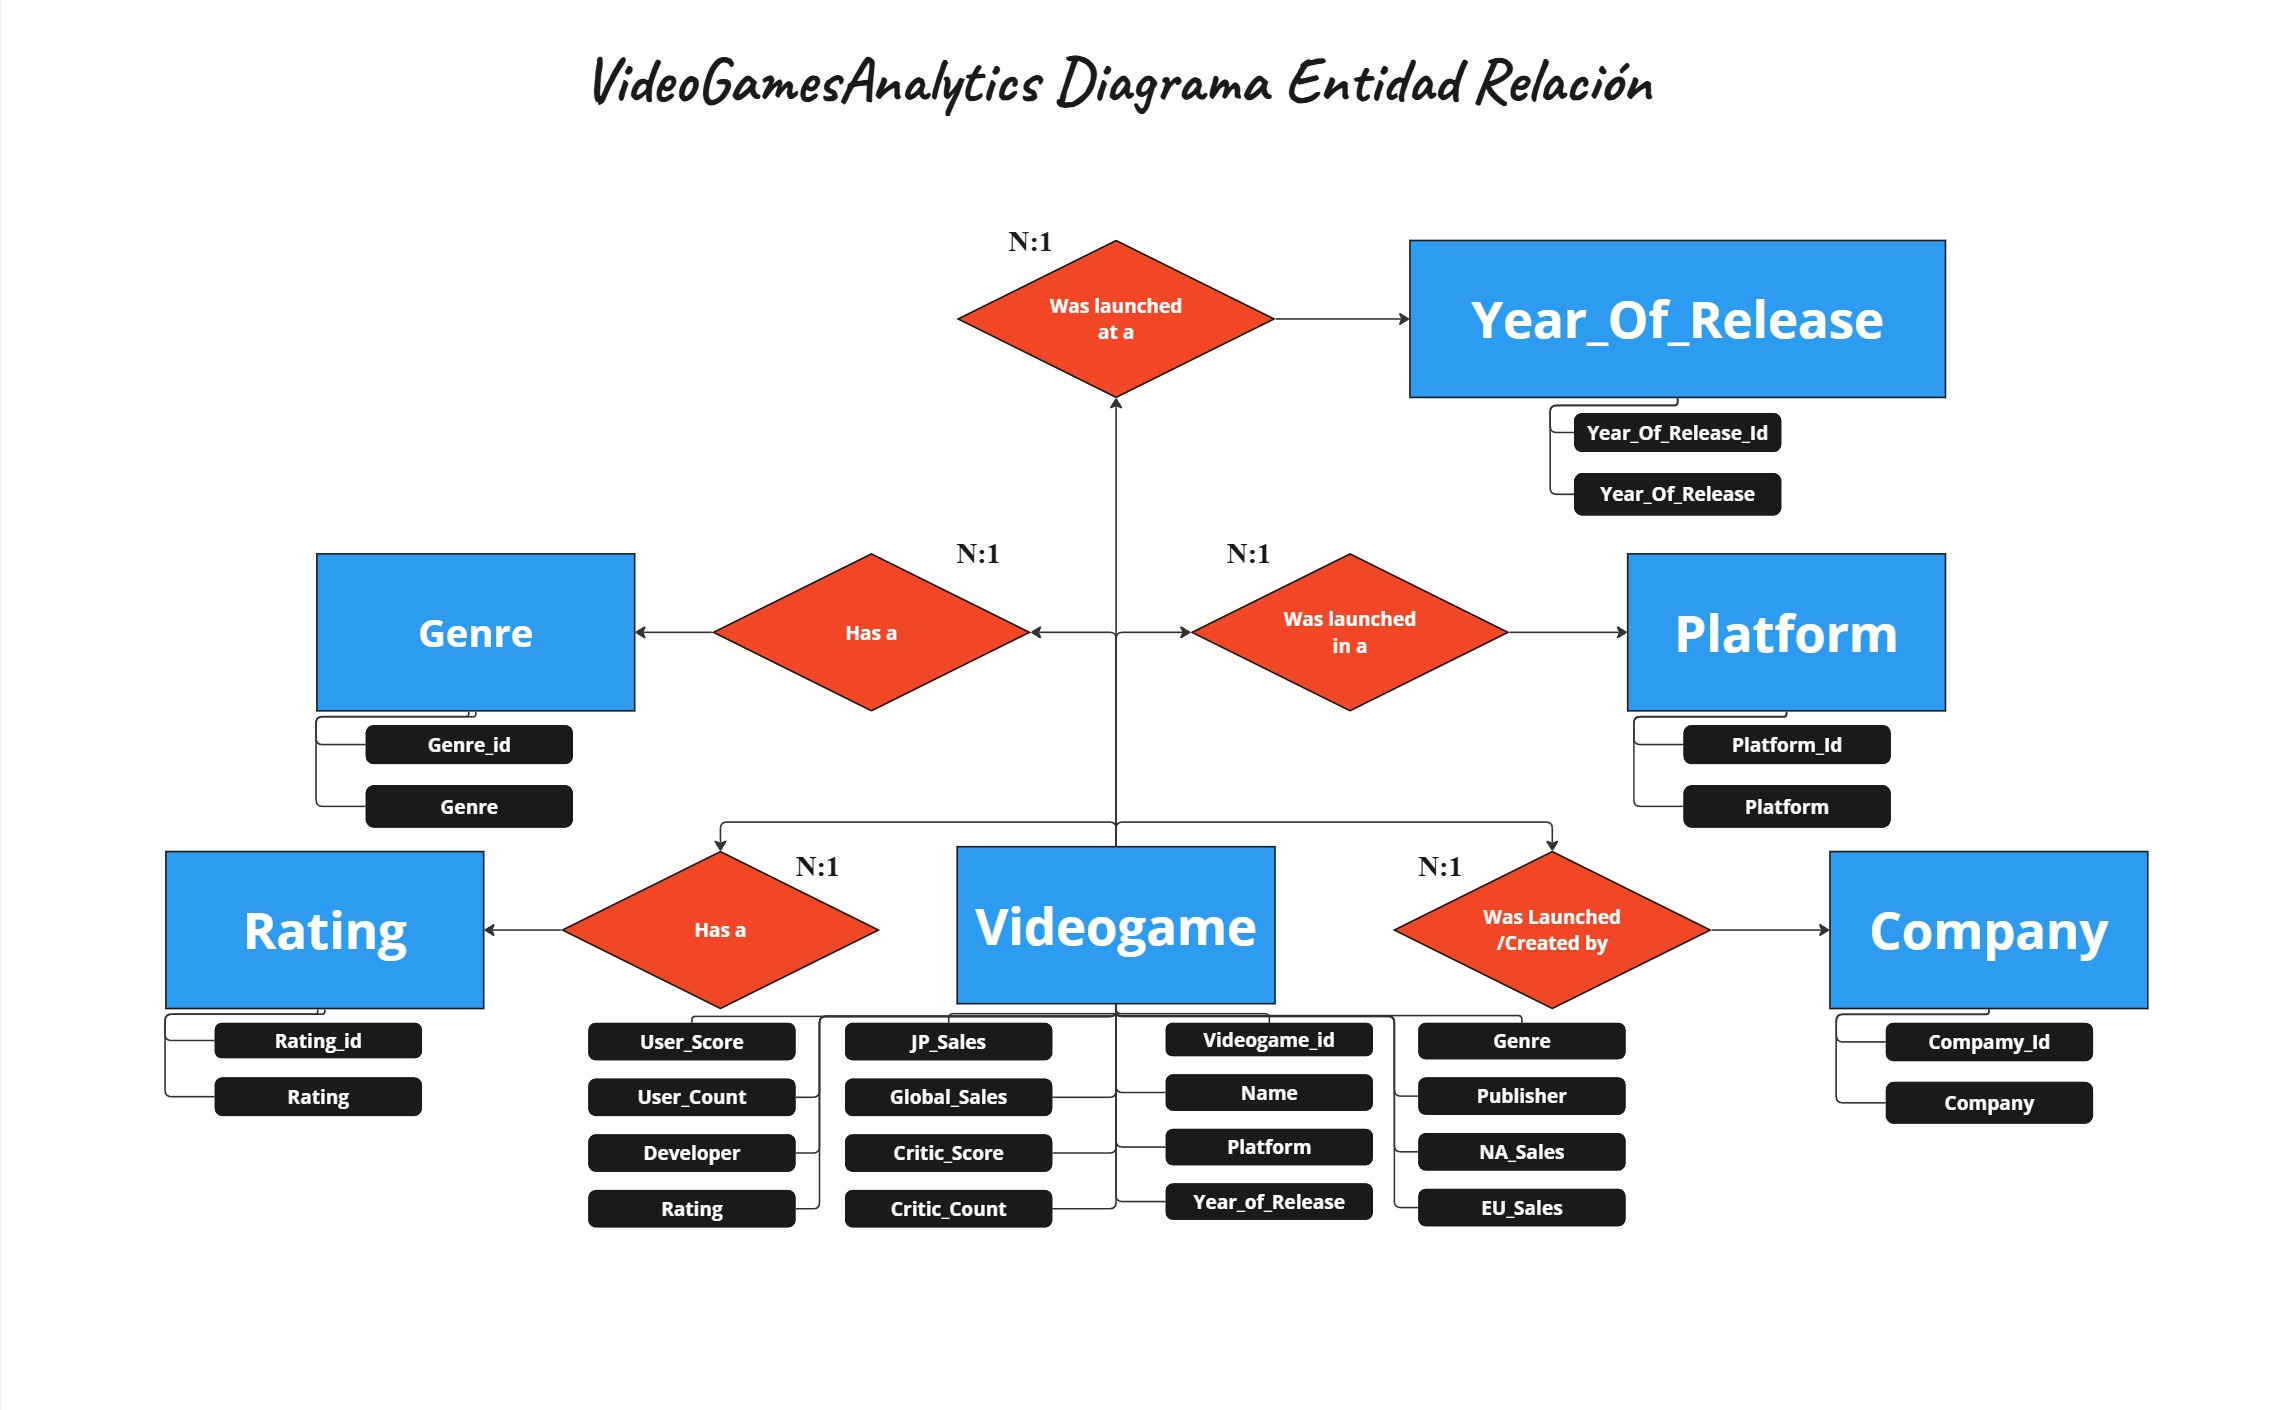 VideoGamesAnalytics Diagrama Entidad Relación
N:1
Was launched
at a
Year_Of_Release
Year_Of_Release_Id
Year_Of_Release
N:1
N:1
Genre
Has a
Was launched
in a
Platform
Genre_id
Genre
Platform_Id
Platform
N:1
N:1
Rating
Has a
Videogame
Was Launched
/Created by
Company
Rating_id
Rating
User_Score
User_Count
Developer
Rating
JP_Sales
Global_Sales
Critic_Score
Critic_Count
Videogame_id
Name
Platform
Year_of_Release
Genre
Publisher
NA_Sales
EU_Sales
Compamy_Id
Company